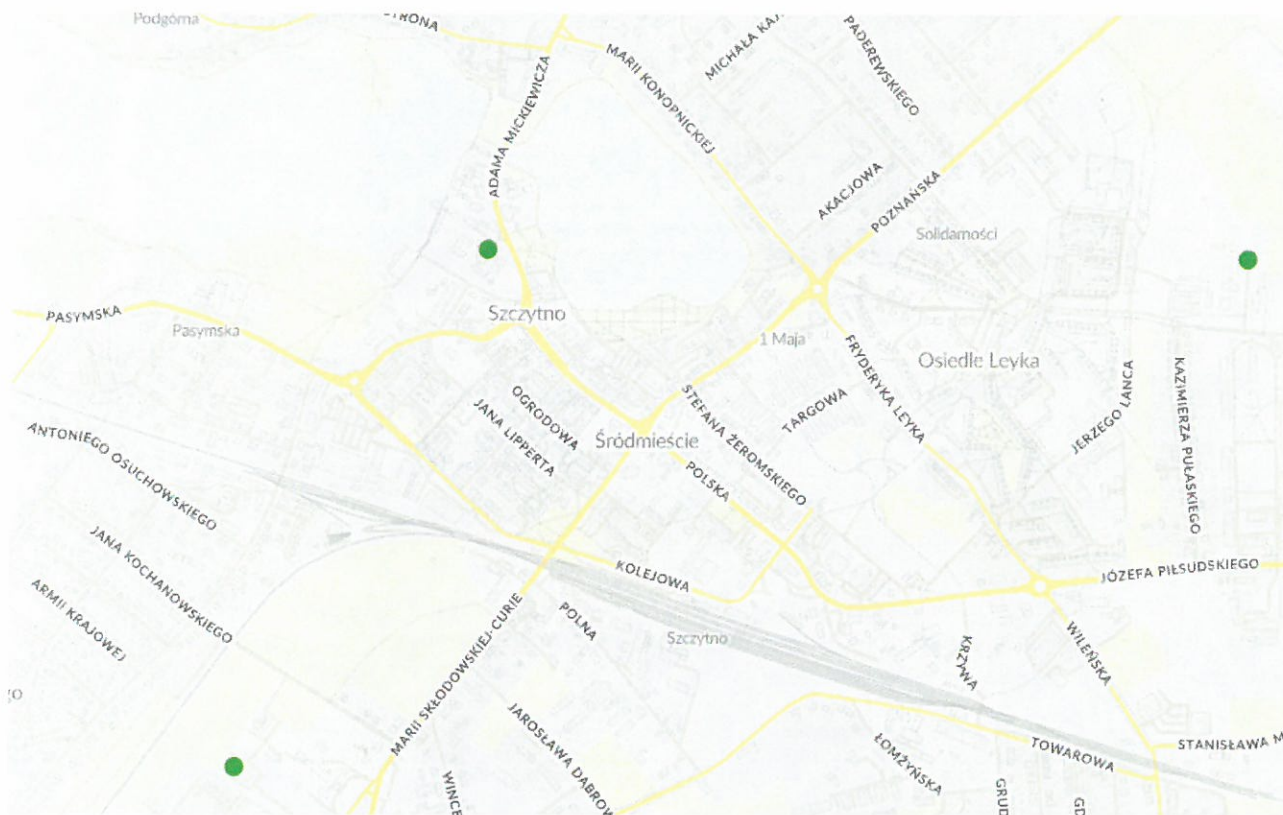 Podgórna
MARII KONOPNICKIEJ
ADAMA MICKIEWICZA
PADEREWSKIEGO
AKACJOWA
POZNAŃSKA
Solidarności
PASYMSKA
Pasymska
Szczytno
1 Maja
FRYDERYKA LEYKA
Osiedle Leyka
OGRODOWA
JANA LIPPERTA
STEFANA ŻEROMSKIEGO
TARGOWA
Śródmieście
POLSKA
JERZEGO LANCA
KAZIMIERZA PUŁASKIEGO
ANTONIEGO OSUCHOWSKIEGO
JANA KOCHANOWSKIEGO
ARMII KRAJOWEJ
KOLEJOWA
JÓZEFA PIŁSUDSKIEGO
POLNA
Szczytno
KRZYWA
WILEŃSKA
MARII SKŁODOWSKIEJ-CURIE
JAROSŁAWA DĄBROW
ŁOMŻYŃSKA
TOWAROWA
STANISŁAWA M
WINCE
GRUD